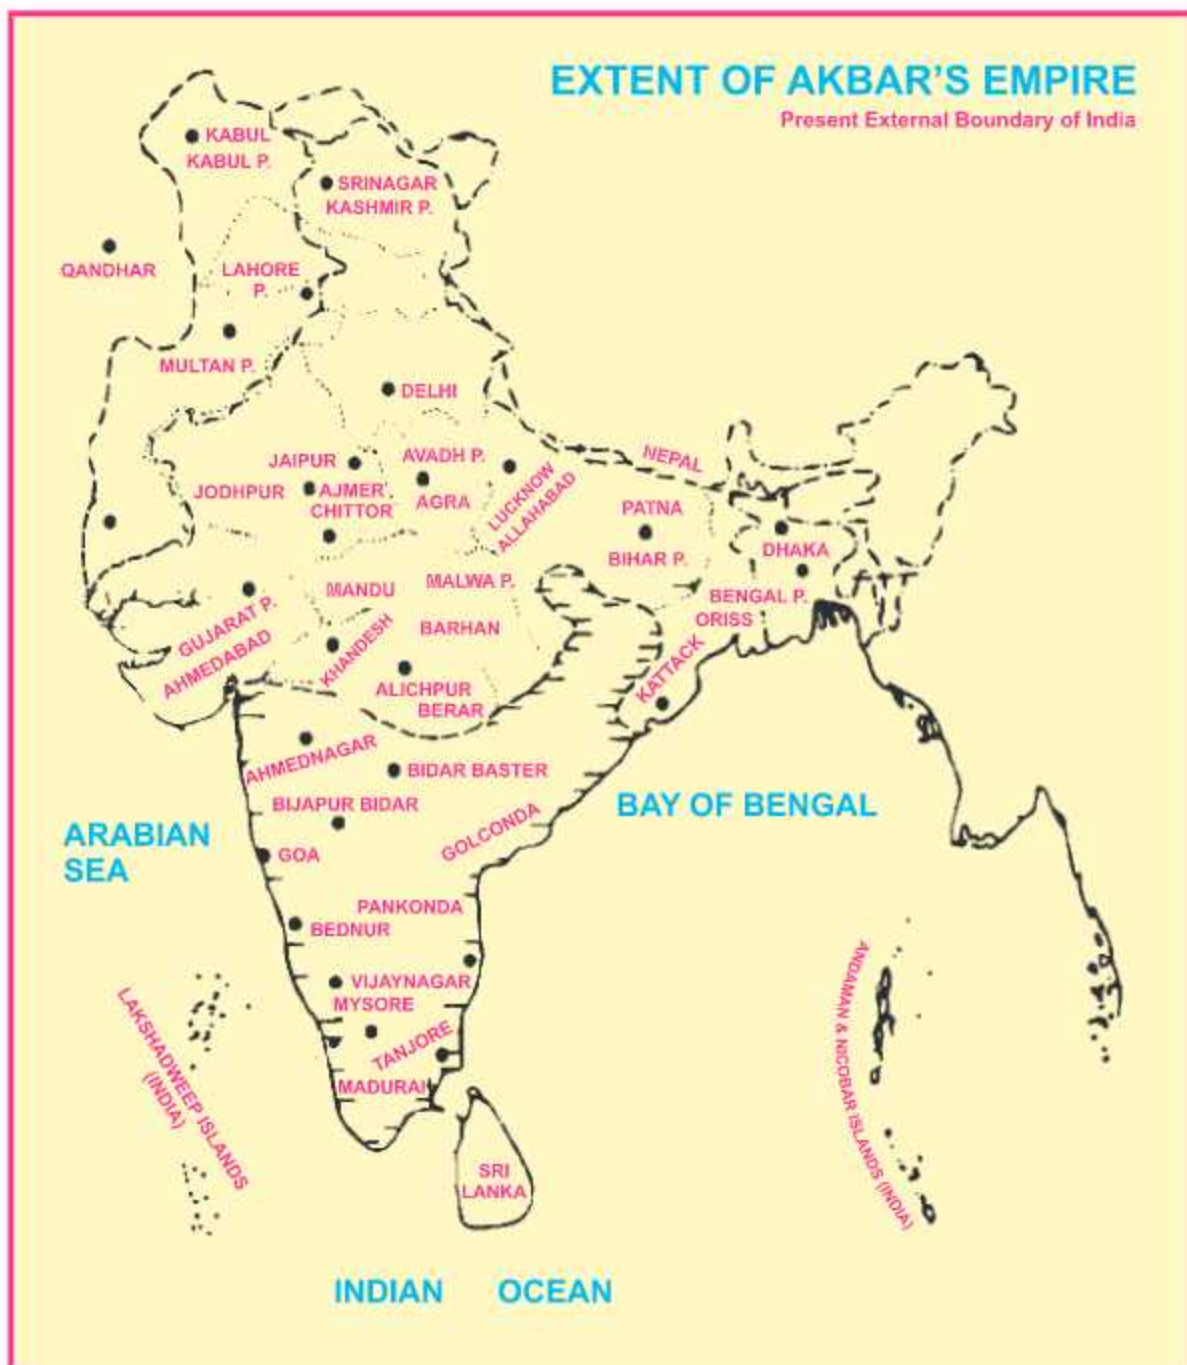 EXTENT OF AKBAR'S EMPIRE
Present External Boundary of India
KABUL
KABUL P.
SRINAGAR
KASHMIR P.
QANDHAR
LAHORE
P.
MULTAN P.
DELHI
JAIPUR
AVADH P.
NEPAL
JODHPUR
AJMER
CHITTOR
AGRA
LUCKNOW
ALLAHABAD
PATNA
BIHAR P.
DHAKA
MANDU
MALWA P.
BENGAL P.
ORISS
GUJARAT P.
AHMEDABAD
KHANDESH
BARHAN
KATTACK
ALICHPUR
BERAR
AHMEDNAGAR
BIDAR BASTER
BIJAPUR BIDAR
BAY OF BENGAL
ARABIAN
SEA
GOLCONDA
GOA
PANKONDA
BEDNUR
VIJAYNAGAR
MYSORE
TANJORE
MADURAI
LAKSHADWEEP ISLANDS
(INDIA)
ANDAMAN & NICOBAR ISLANDS (INDIA)
SRI
LANKA
INDIAN OCEAN